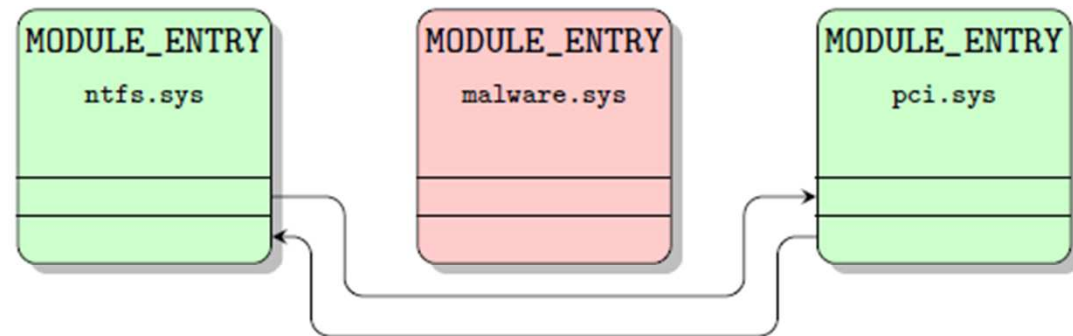 MODULE_ENTRY
ntfs.sys
MODULE_ENTRY
malware.sys
MODULE_ENTRY
pci.sys